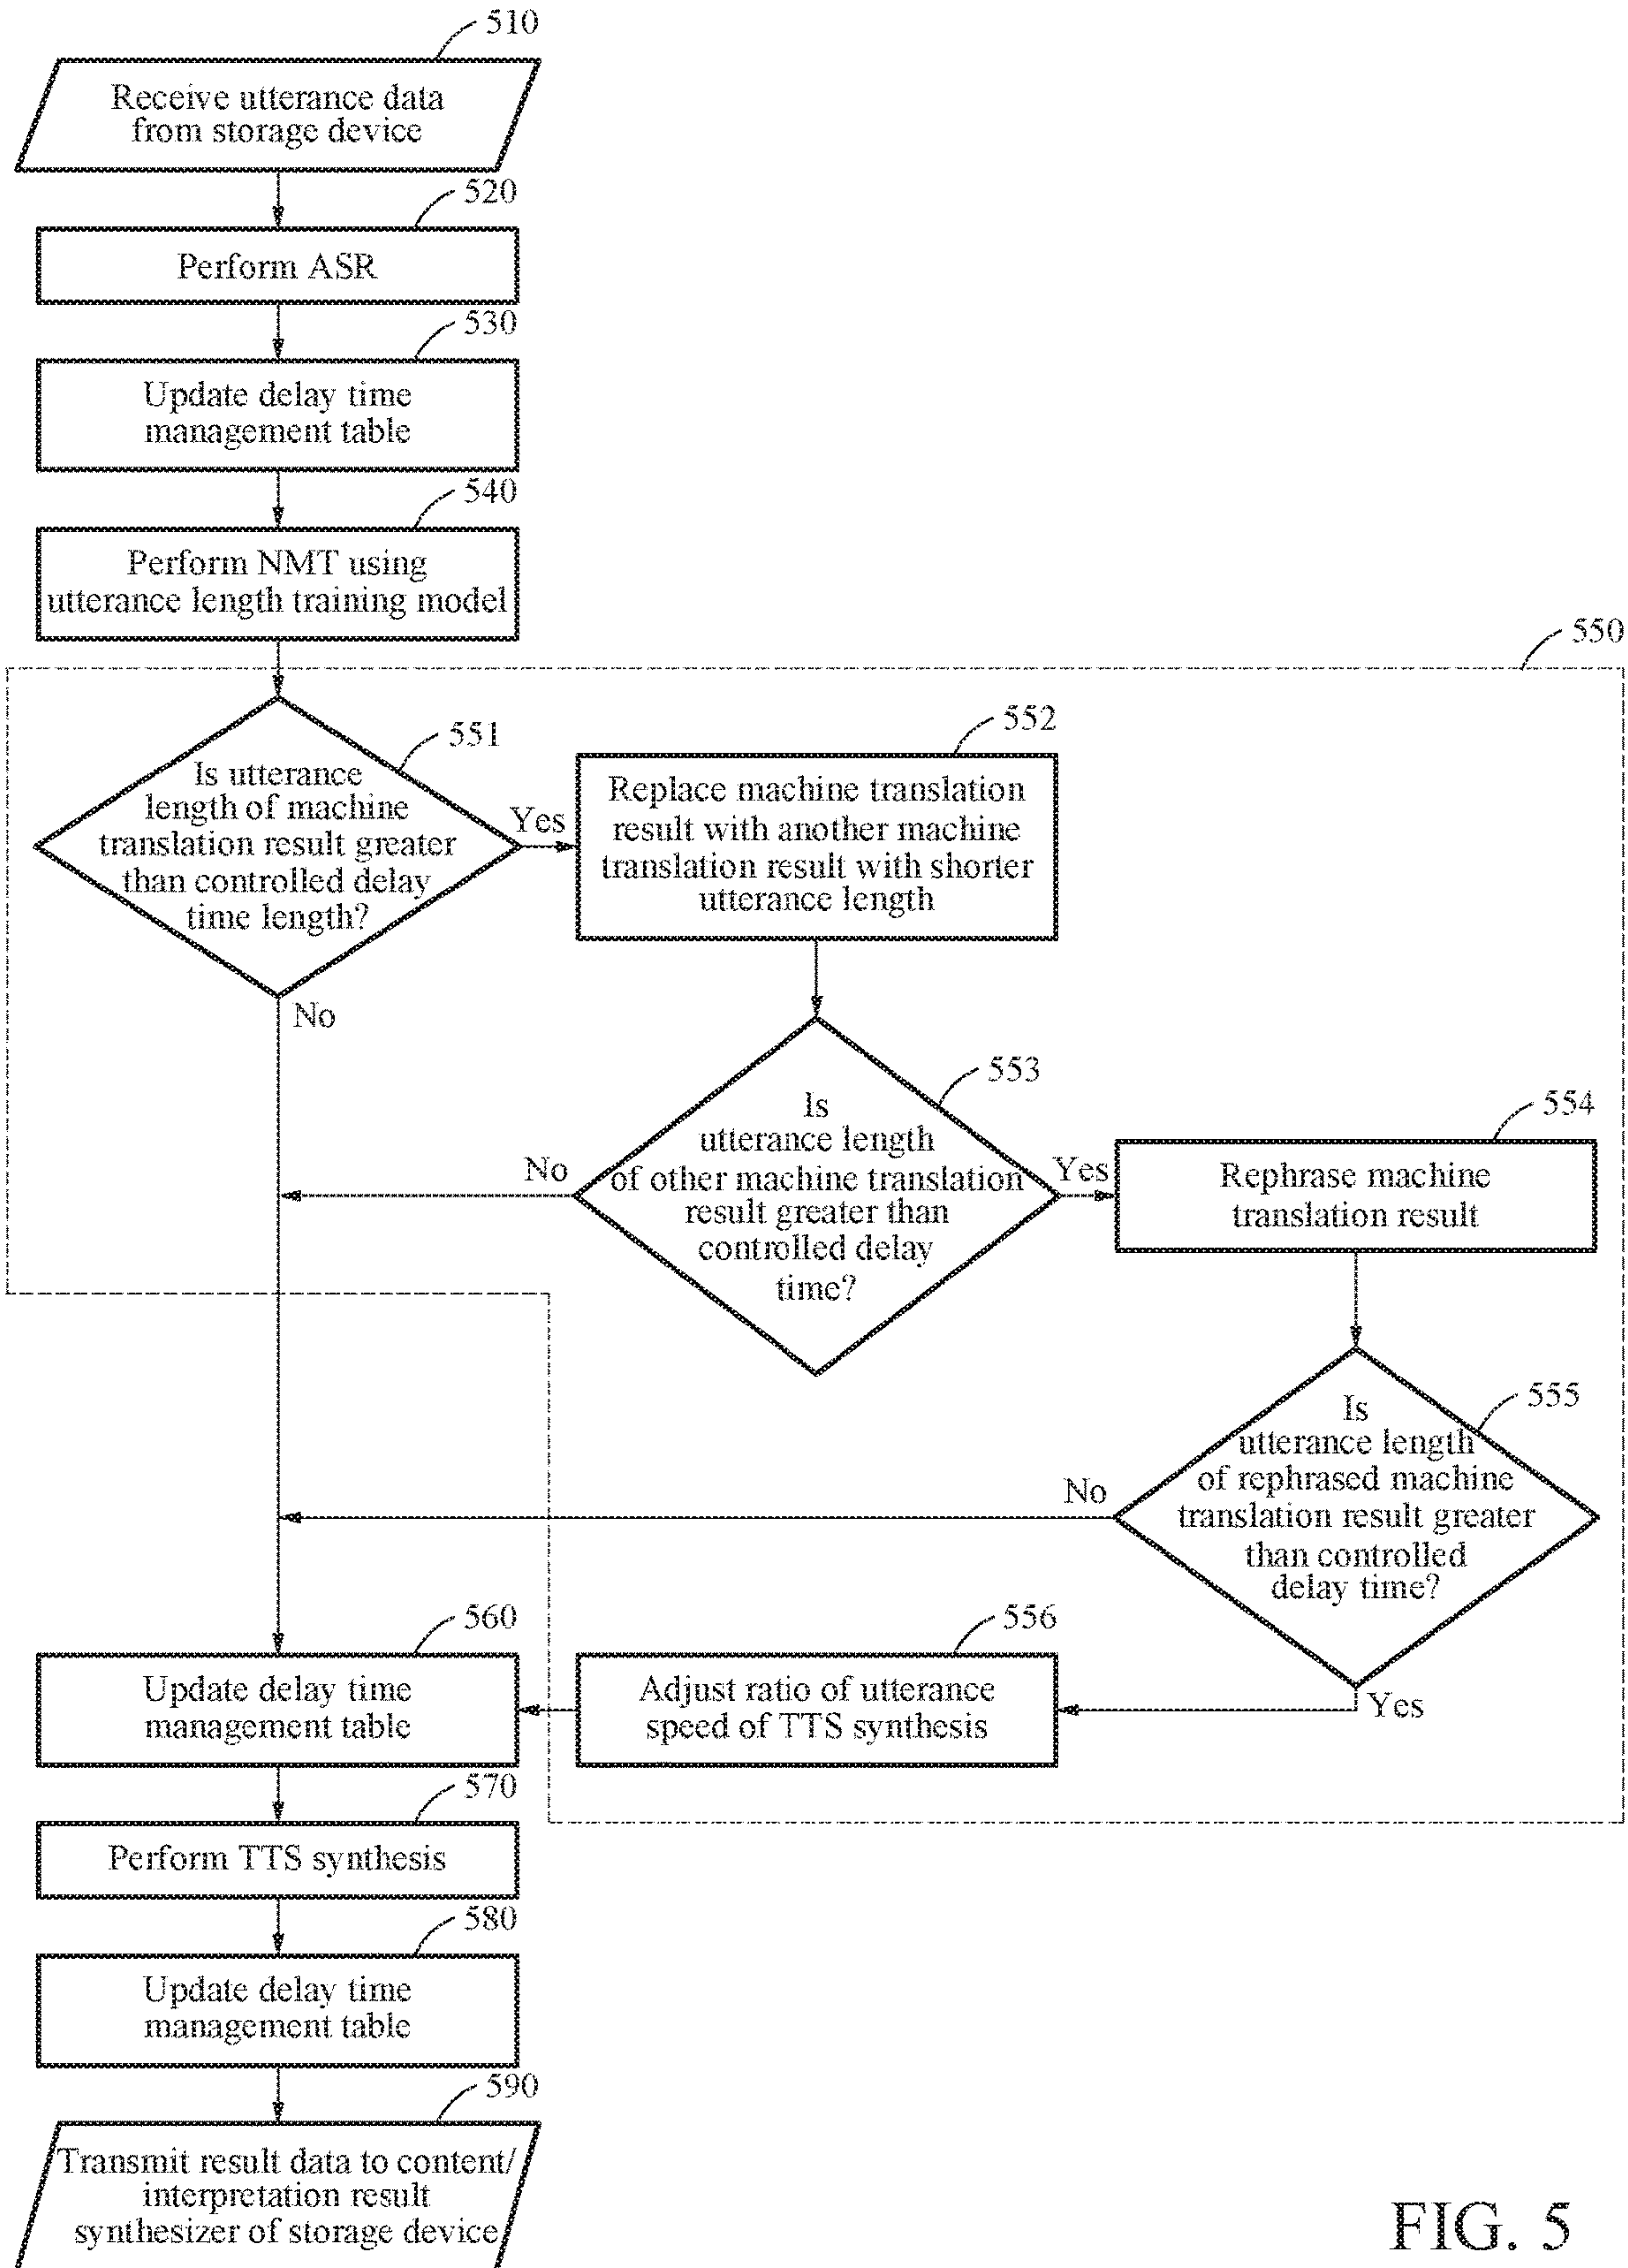 510
Receive utterance data
from storage device
520
Perform ASR
530
Update delay time
management table
540
Perform NMT using
utterance length training model
550
551
Is utterance
length of machine
translation result greater
than controlled delay
time length?
Yes
No
552
Replace machine translation
result with another machine
translation result with shorter
utterance length
553
Is
utterance length
of other machine translation
result greater than
controlled delay
time?
No
Yes
554
Rephrase machine
translation result
555
Is
utterance length
of rephrased machine
translation result greater
than controlled
delay time?
No
Yes
556
Adjust ratio of utterance
speed of TTS synthesis
560
Update delay time
management table
570
Perform TTS synthesis
580
Update delay time
management table
590
Transmit result data to content/
interpretation result
synthesizer of storage device
FIG. 5